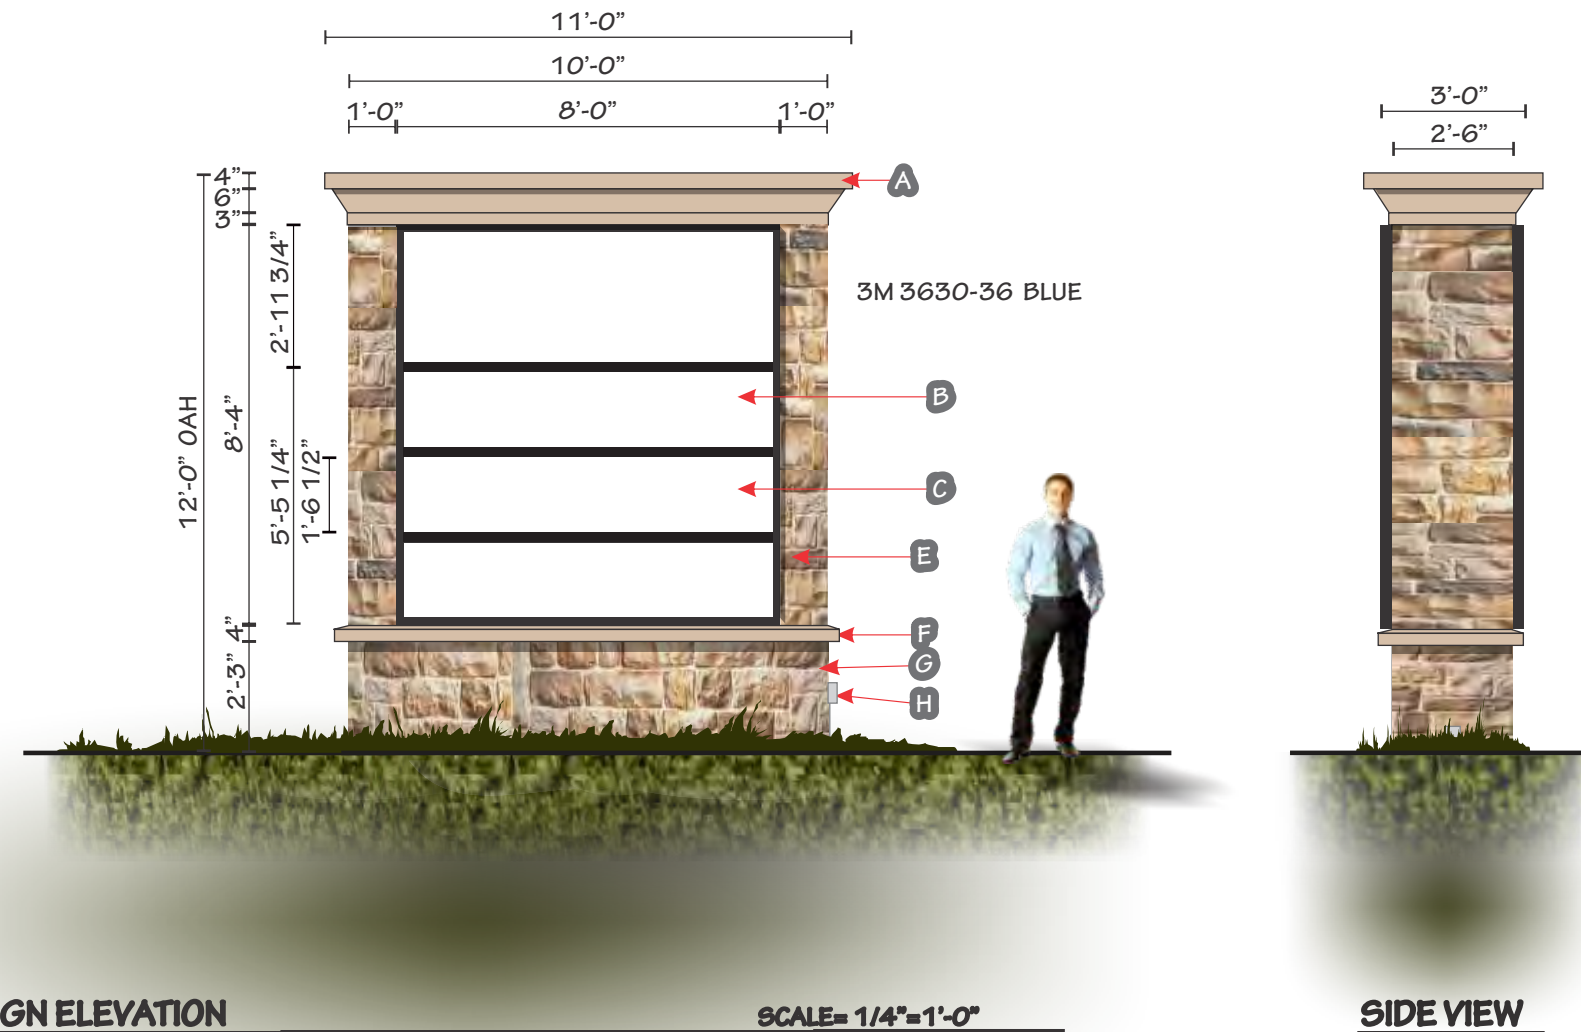 11'-0"
10'-0"
1'-0" 8'-0" 1'-0"
3'-0"
2'-6"
4"
6"
3"
A
2'-11 3/4"
3M 3630-36 BLUE
12'-0" OAH
8'-4"
5'-5 1/4"
1'-6 1/2"
B
C
E
4"
F
2'-3"
G
H
GN ELEVATION
SCALE= 1/4"=1'-0"
SIDE VIEW